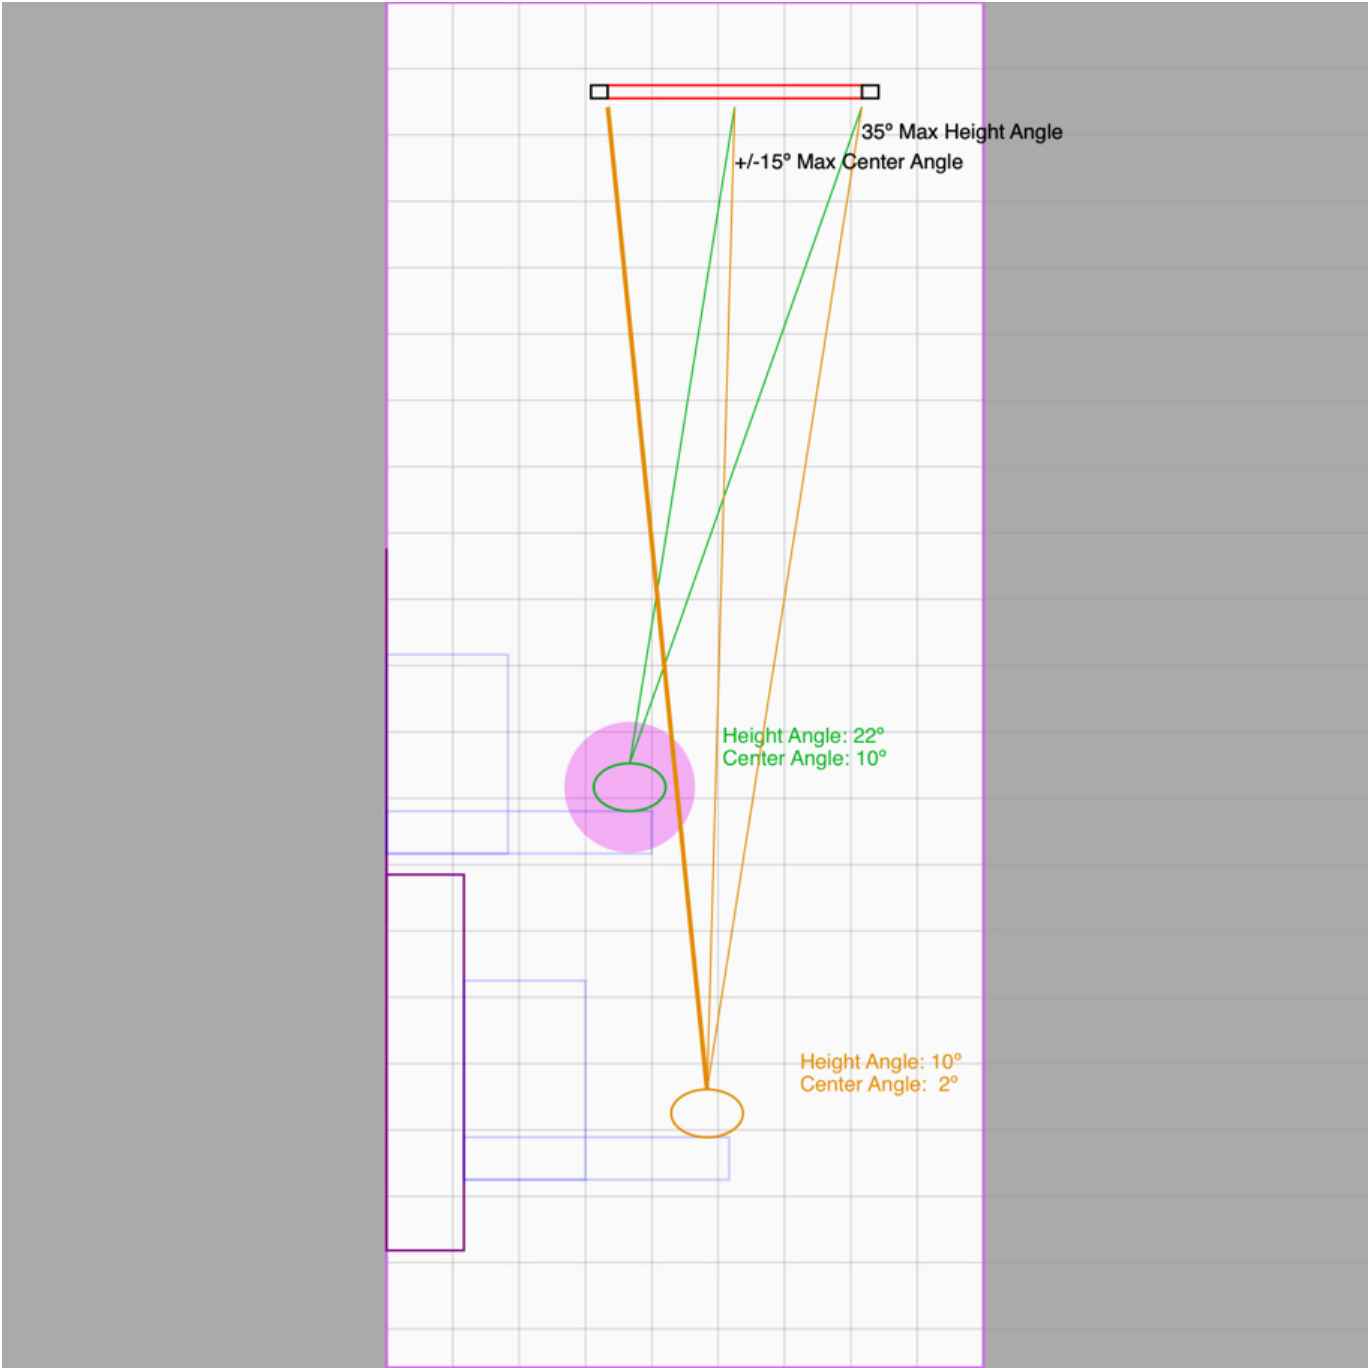 35º Max Height Angle
+/-15º Max Center Angle
Height Angle: 22º
Center Angle: 10º
Height Angle: 10º
Center Angle:  2º